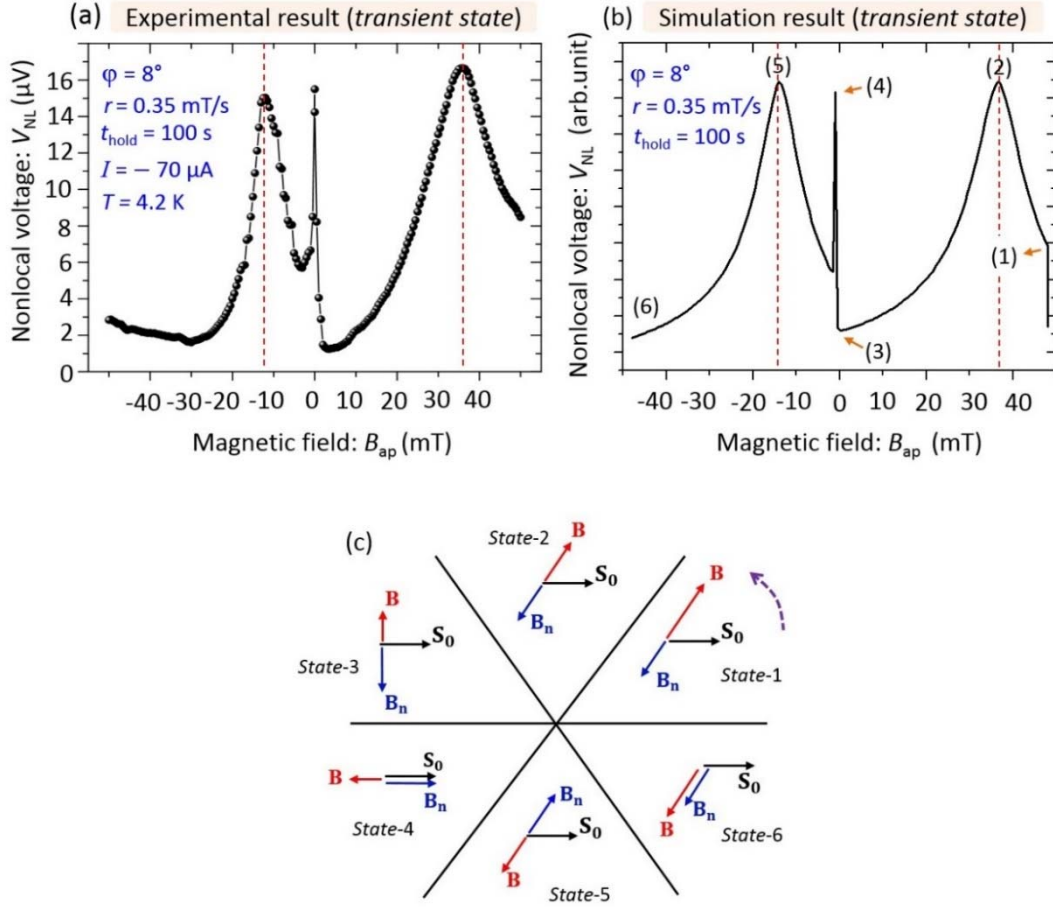 (a) Experimental result (transient state)
Nonlocal voltage: V_NL (μV)
16
14
12
10
8
6
4
2
0
φ = 8°
r = 0.35 mT/s
t_hold = 100 s
I = − 70 μA
T = 4.2 K
-40 -30 -20 -10 0 10 20 30 40
Magnetic field: B_ap (mT)
(b) Simulation result (transient state)
Nonlocal voltage: V_NL (arb.unit)
φ = 8°
r = 0.35 mT/s
t_hold = 100 s
(5)
(4)
(2)
(1)
(3)
(6)
-40 -30 -20 -10 0 10 20 30 40
Magnetic field: B_ap (mT)
(c)
State-2
B
S₀
Bₙ
B
S₀
Bₙ
State-1
B
S₀
State-3
Bₙ
B
S₀
Bₙ
State-4
Bₙ
S₀
B
State-5
S₀
Bₙ
B
State-6